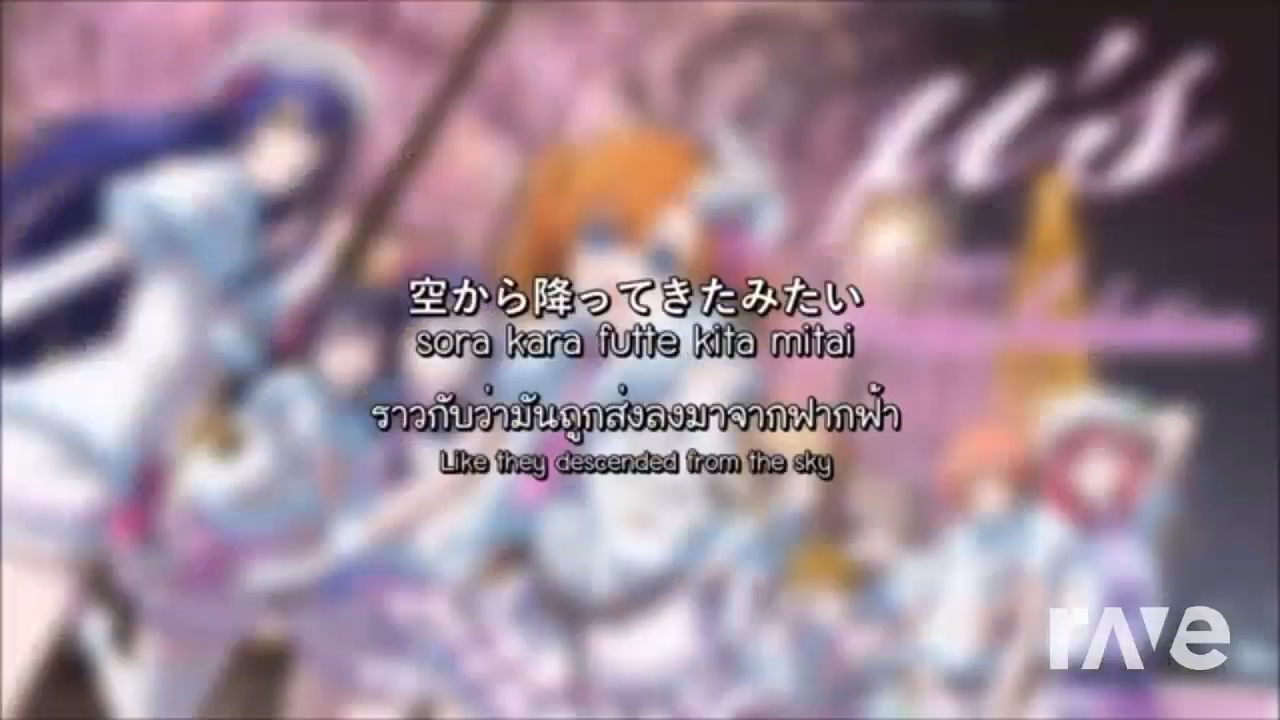 μ's
空から降ってきたみたい
sora kara futte kita mitai
ราวกับว่ามันถูกส่งลงมาจากฟากฟ้า
Like they descended from the sky
rave